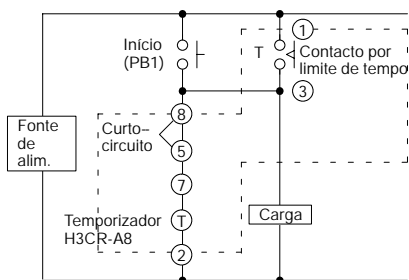 Início
(PB1)
T
1
Contacto por
limite de tempo
3
8
Curto–
circuito
5
Fonte
de
alim.
7
Temporizador
H3CR-A8
T
2
Carga